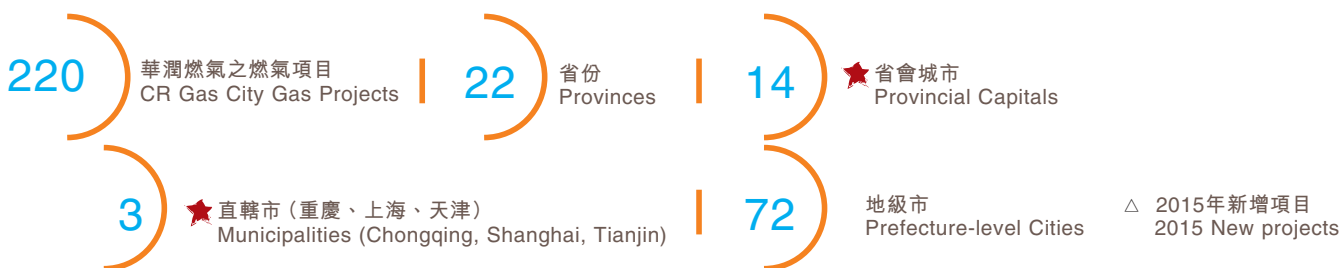 220
華潤燃氣之燃氣項目
CR Gas City Gas Projects
22
省份
Provinces
14
省會城市
Provincial Capitals
3
直轄市（重慶、上海、天津）
Municipalities (Chongqing, Shanghai, Tianjin)
72
地級市
Prefecture-level Cities
△ 2015年新增項目
2015 New projects